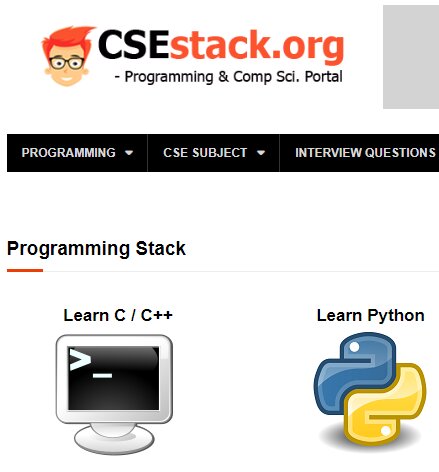 CSEstack.org
- Programming & Comp Sci. Portal
PROGRAMMING CSE SUBJECT INTERVIEW QUESTIONS
Programming Stack
Learn C / C++ Learn Python
>_